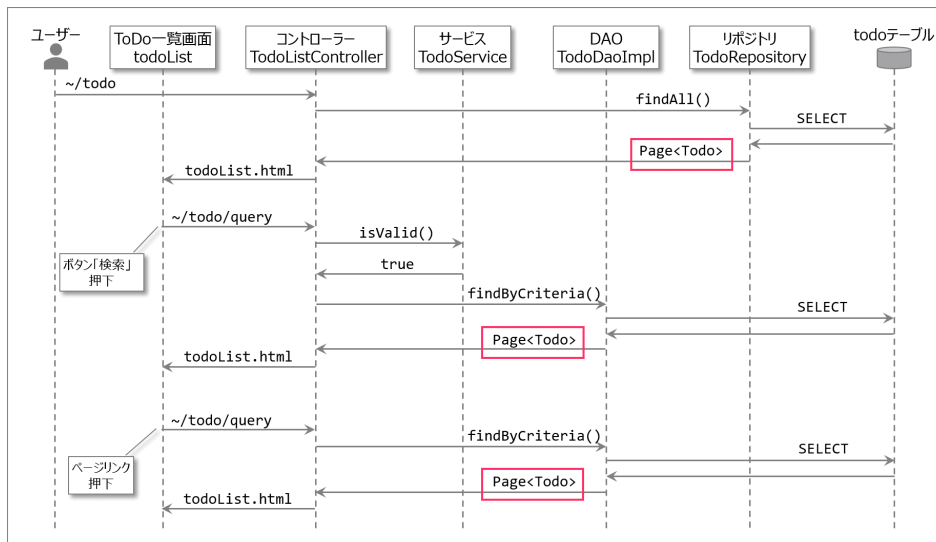 ユーザー
ToDo一覧画面
todoList
コントローラー
TodoListController
サービス
TodoService
DAO
TodoDaoImpl
リポジトリ
TodoRepository
todoテーブル
~/todo
findAll()
SELECT
Page<Todo>
todoList.html
~/todo/query
isValid()
ボタン「検索」
押下
true
findByCriteria()
SELECT
Page<Todo>
todoList.html
~/todo/query
findByCriteria()
SELECT
ページリンク
押下
Page<Todo>
todoList.html